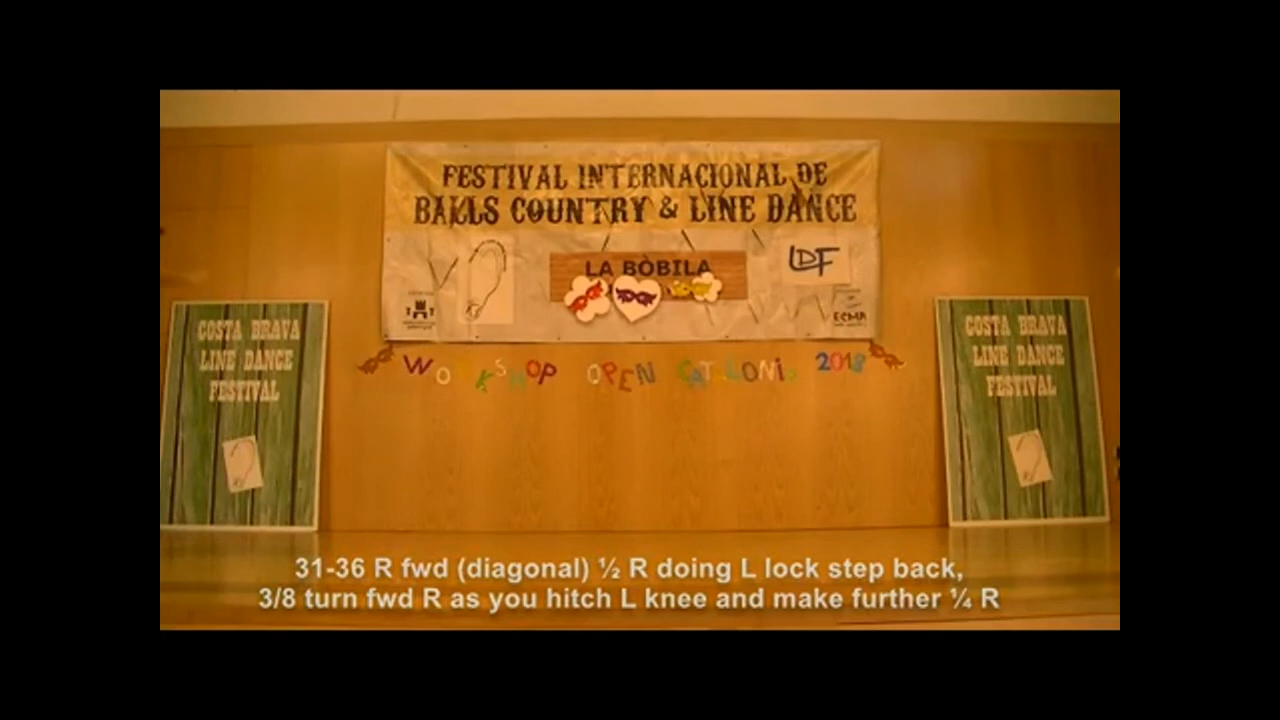 FESTIVAL INTERNACIONAL DE
BALLS COUNTRY & LINE DANCE
LA BÒBILA
LDF
ECMA
WORKSHOP OPEN CATALONIA 2018
COSTA BRAVA
LINE DANCE
FESTIVAL
COSTA BRAVA
LINE DANCE
FESTIVAL
31-36 R fwd (diagonal) ½ R doing L lock step back,
3/8 turn fwd R as you hitch L knee and make further ¼ R